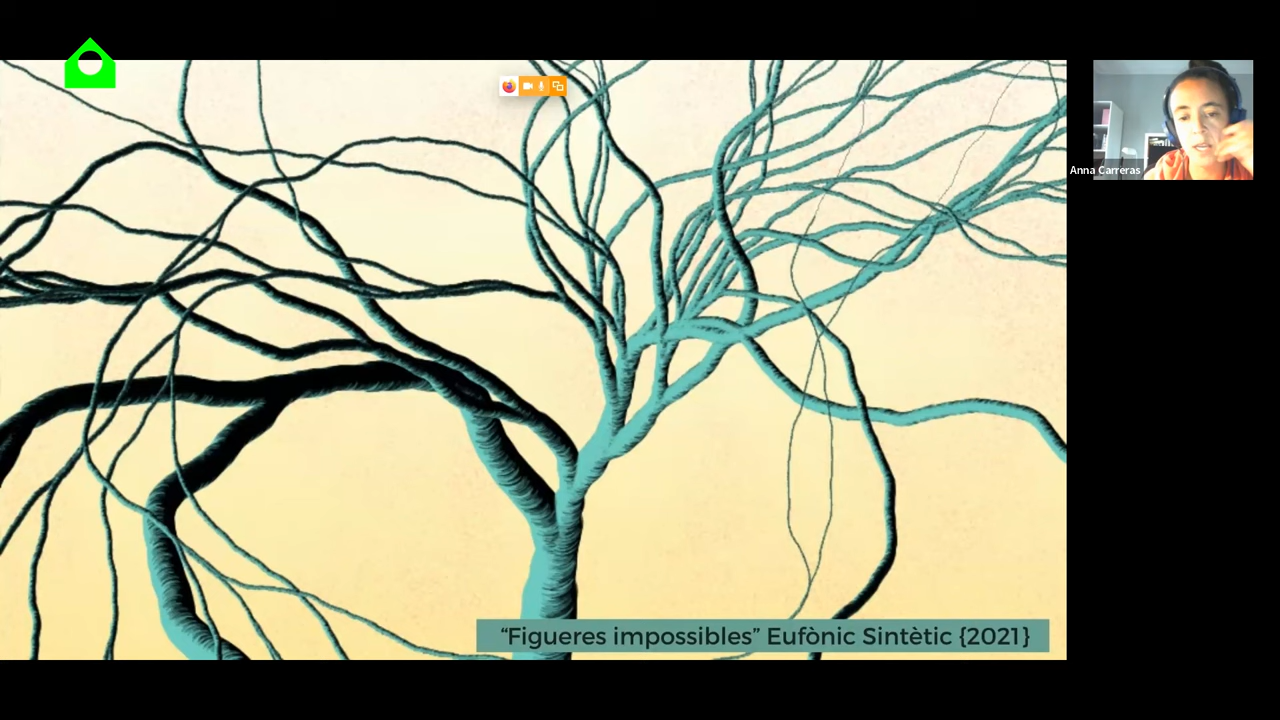 Anna Carreras
“Figueres impossibles” Eufònic Sintètic {2021}